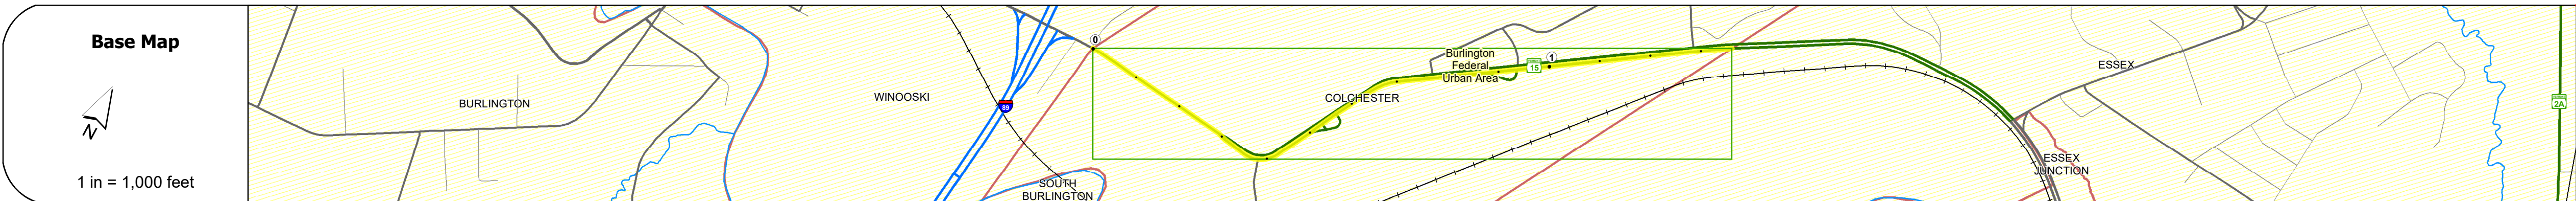 Base Map
N
1 in = 1,000 feet
BURLINGTON
WINOOSKI
89
SOUTH
BURLINGTON
0
COLCHESTER
Burlington
Federal
Urban Area
15
1
ESSEX
ESSEX
JUNCTION
2A